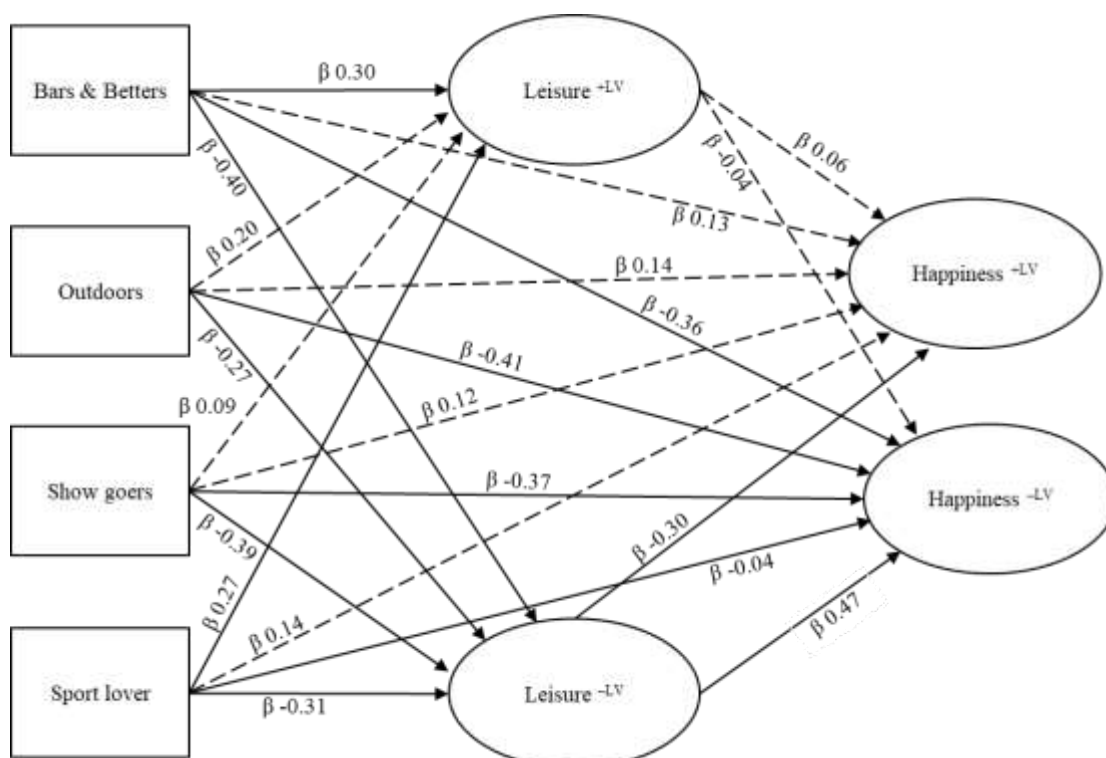 Bars & Betters
β 0.30
Leisure +LV
β -0.40
β 0.06
β -0.04
β 0.13
β 0.20
Outdoors
β 0.14
Happiness +LV
β -0.36
β -0.27
β -0.41
β 0.09
β 0.12
Show goers
β -0.37
Happiness –LV
β -0.39
β -0.30
β -0.04
β 0.27
β 0.14
β 0.47
Sport lover
β -0.31
Leisure –LV